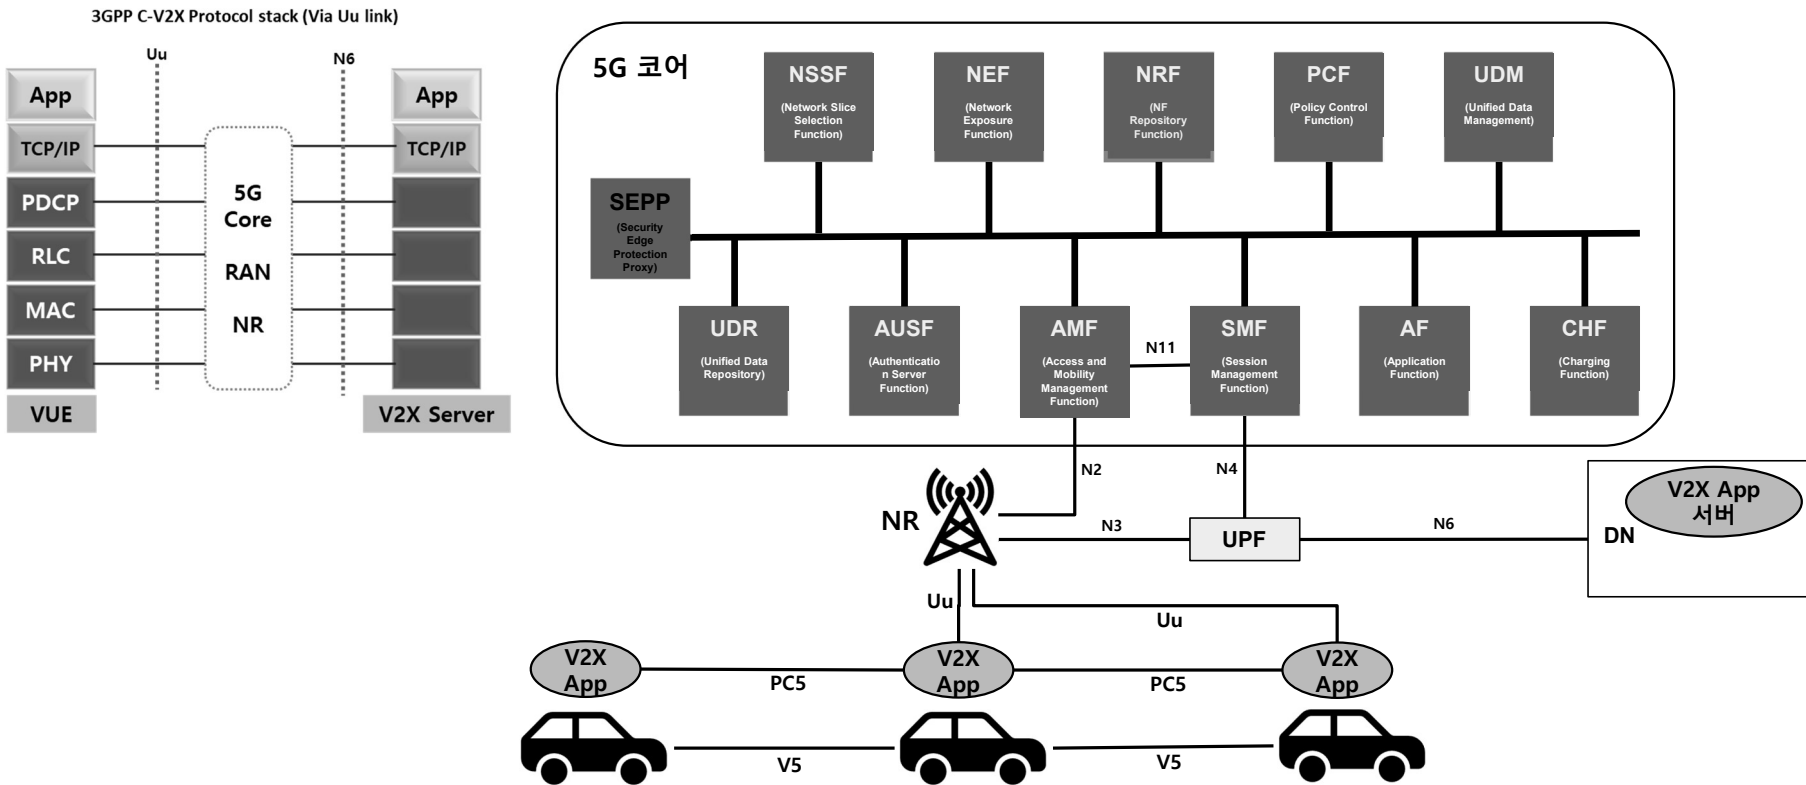 3GPP C-V2X Protocol stack (Via Uu link)
Uu
N6
App
App
TCP/IP
TCP/IP
PDCP
RLC
MAC
PHY
5G
Core
RAN
NR
VUE
V2X Server
5G 코어
NSSF
(Network Slice
Selection
Function)
NEF
(Network
Exposure
Function)
NRF
(NF
Repository
Function)
PCF
(Policy Control
Function)
UDM
(Unified Data
Management)
SEPP
(Security
Edge
Protection
Proxy)
UDR
(Unified Data
Repository)
AUSF
(Authenticatio
n Server
Function)
AMF
(Access and
Mobility
Management
Function)
N11
SMF
(Session
Management
Function)
AF
(Application
Function)
CHF
(Charging
Function)
N2
N4
NR
N3
UPF
N6
DN
V2X App
서버
Uu
Uu
V2X
App
PC5
V2X
App
PC5
V2X
App
V5
V5